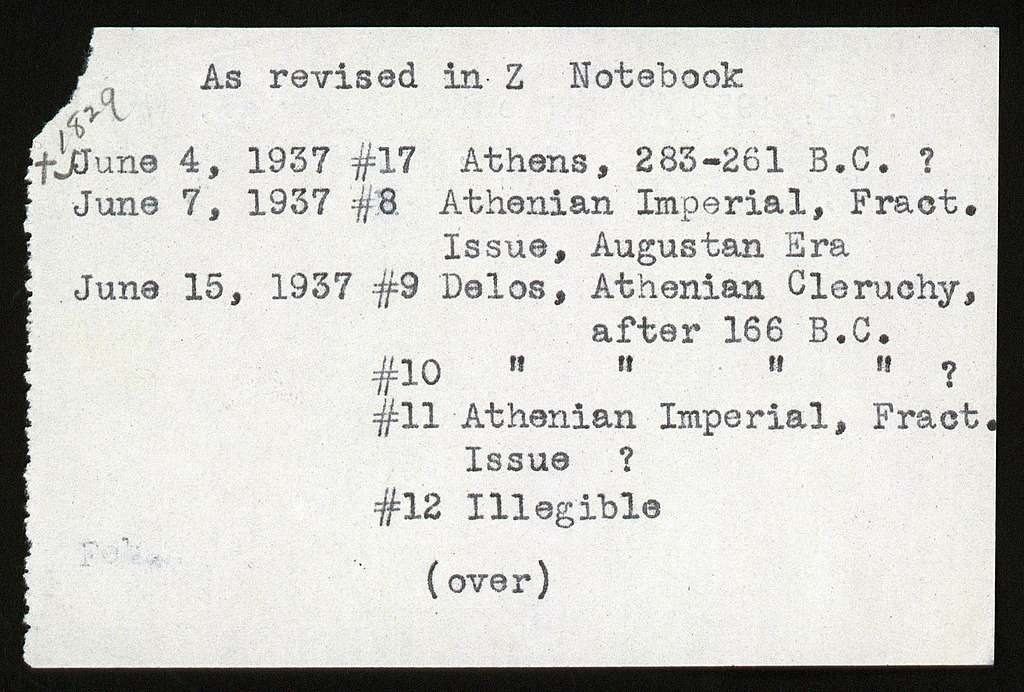 As revised in Z Notebook
1829
+J
June 4, 1937 #17 Athens, 283-261 B.C. ?
June 7, 1937 #8 Athenian Imperial, Fract.
Issue, Augustan Era
June 15, 1937 #9 Delos, Athenian Cleruchy,
after 166 B.C.
#10 " " " " ?
#11 Athenian Imperial, Fract.
Issue ?
#12 Illegible
(over)